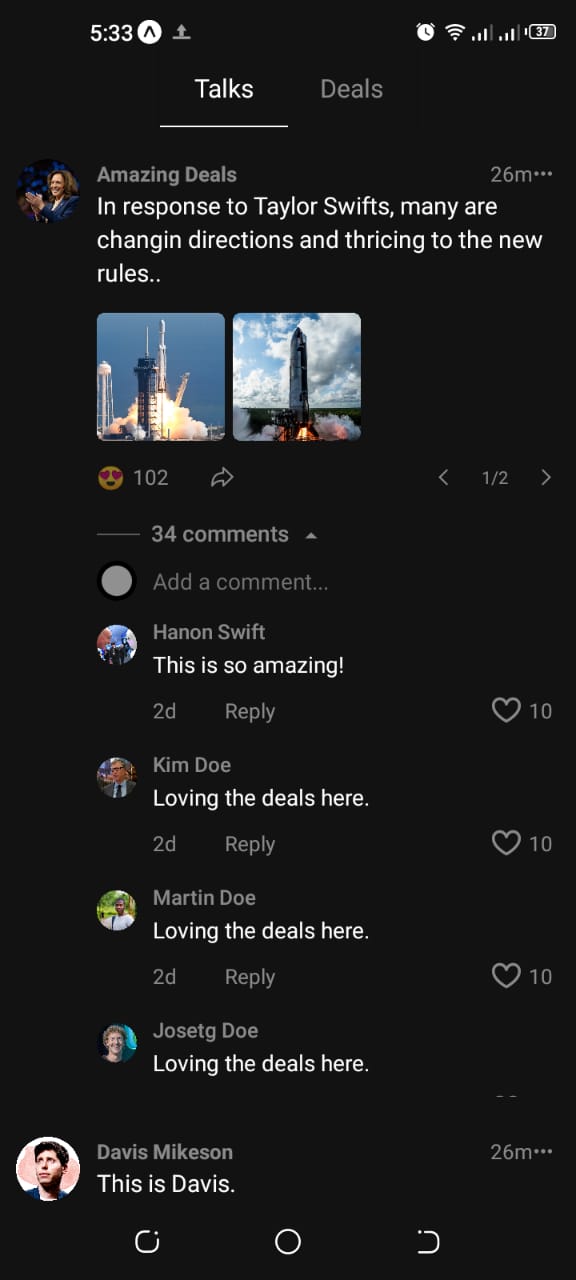 5:33
37
Talks
Deals
Amazing Deals
26m
In response to Taylor Swifts, many are
changin directions and thricing to the new
rules..
102
1/2
34 comments
Add a comment...
Hanon Swift
This is so amazing!
2d
Reply
10
Kim Doe
Loving the deals here.
2d
Reply
10
Martin Doe
Loving the deals here.
2d
Reply
10
Josetg Doe
Loving the deals here.
Davis Mikeson
26m
This is Davis.